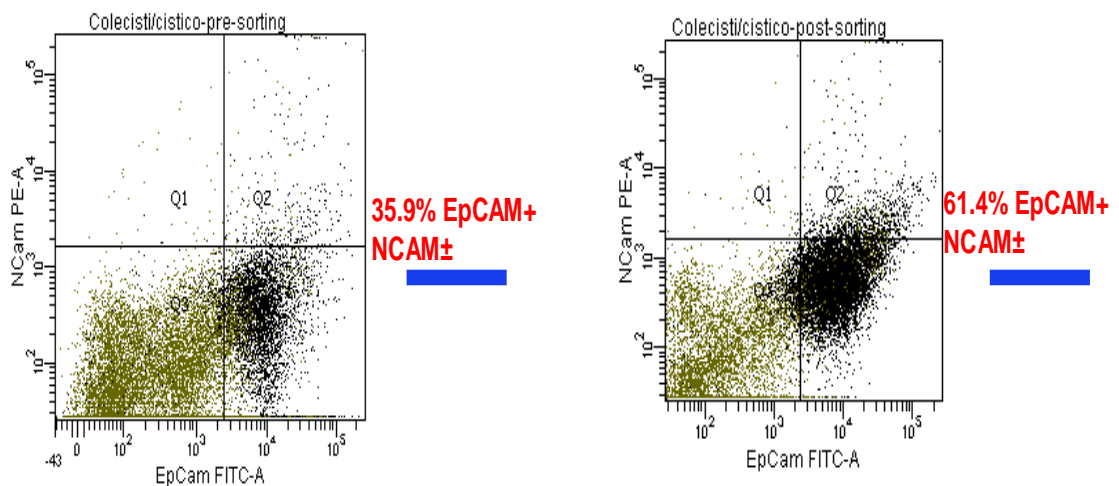 Colecisti/cistico-pre-sorting
NCam PE-A
10^5
10^4
10^3
10^2
Q1
Q2
Q3
-43
0
10^2
10^3
10^4
10^5
EpCam FITC-A
35.9% EpCAM+
NCAM±
Colecisti/cistico-post-sorting
NCam PE-A
10^5
10^4
10^3
10^2
Q1
Q2
10^2
10^3
10^4
10^5
EpCam FITC-A
61.4% EpCAM+
NCAM±